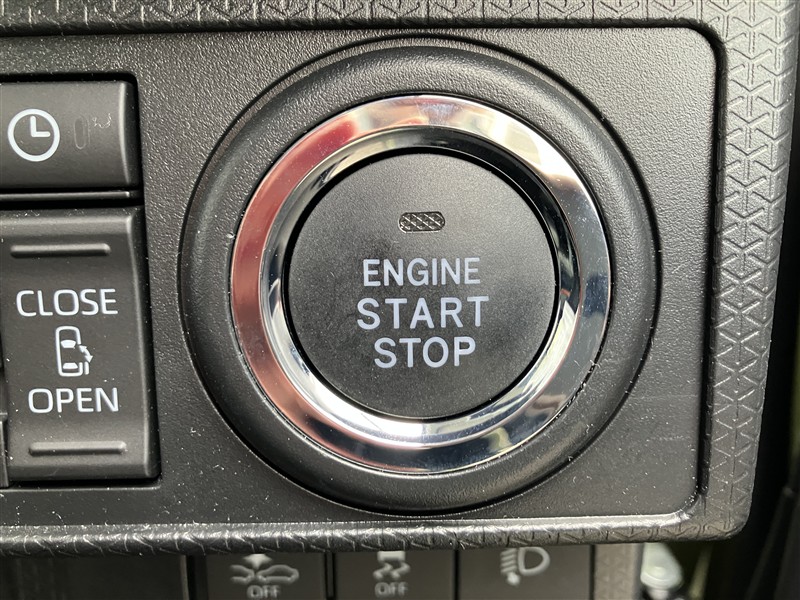 CLOSE
OPEN
ENGINE
START
STOP
OFF
OFF